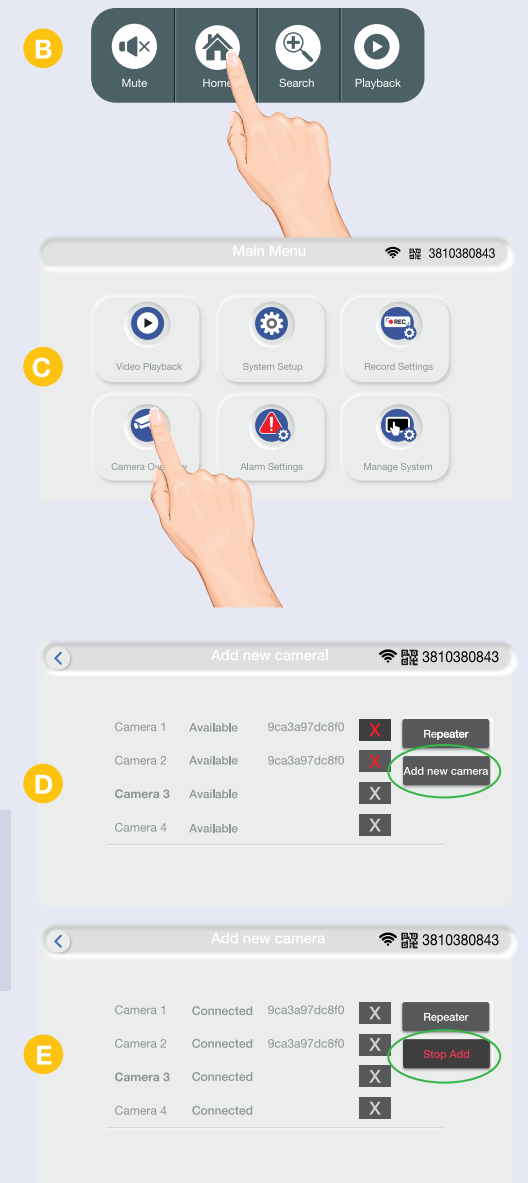 B
Mute Home Search Playback
Main Menu 3810380843
C
Video Playback System Setup Record Settings
REC
Camera Ov w Alarm Settings Manage System
Add new cameral 3810380843
D
Camera 1 Available 9ca3a97dc8f0 X Repeater
Camera 2 Available 9ca3a97dc8f0 X Add new camera
Camera 3 Available X
Camera 4 Available X
Add new camera 3810380843
E
Camera 1 Connected 9ca3a97dc8f0 X Repeater
Camera 2 Connected 9ca3a97dc8f0 X Stop Add
Camera 3 Connected X
Camera 4 Connected X